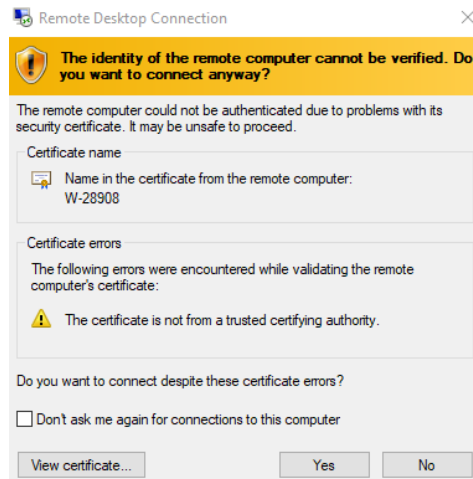 Remote Desktop Connection
The identity of the remote computer cannot be verified. Do
you want to connect anyway?
The remote computer could not be authenticated due to problems with its
security certificate. It may be unsafe to proceed.
Certificate name
Name in the certificate from the remote computer:
W-28908
Certificate errors
The following errors were encountered while validating the remote
computer's certificate:
The certificate is not from a trusted certifying authority.
Do you want to connect despite these certificate errors?
Don't ask me again for connections to this computer
View certificate... Yes No